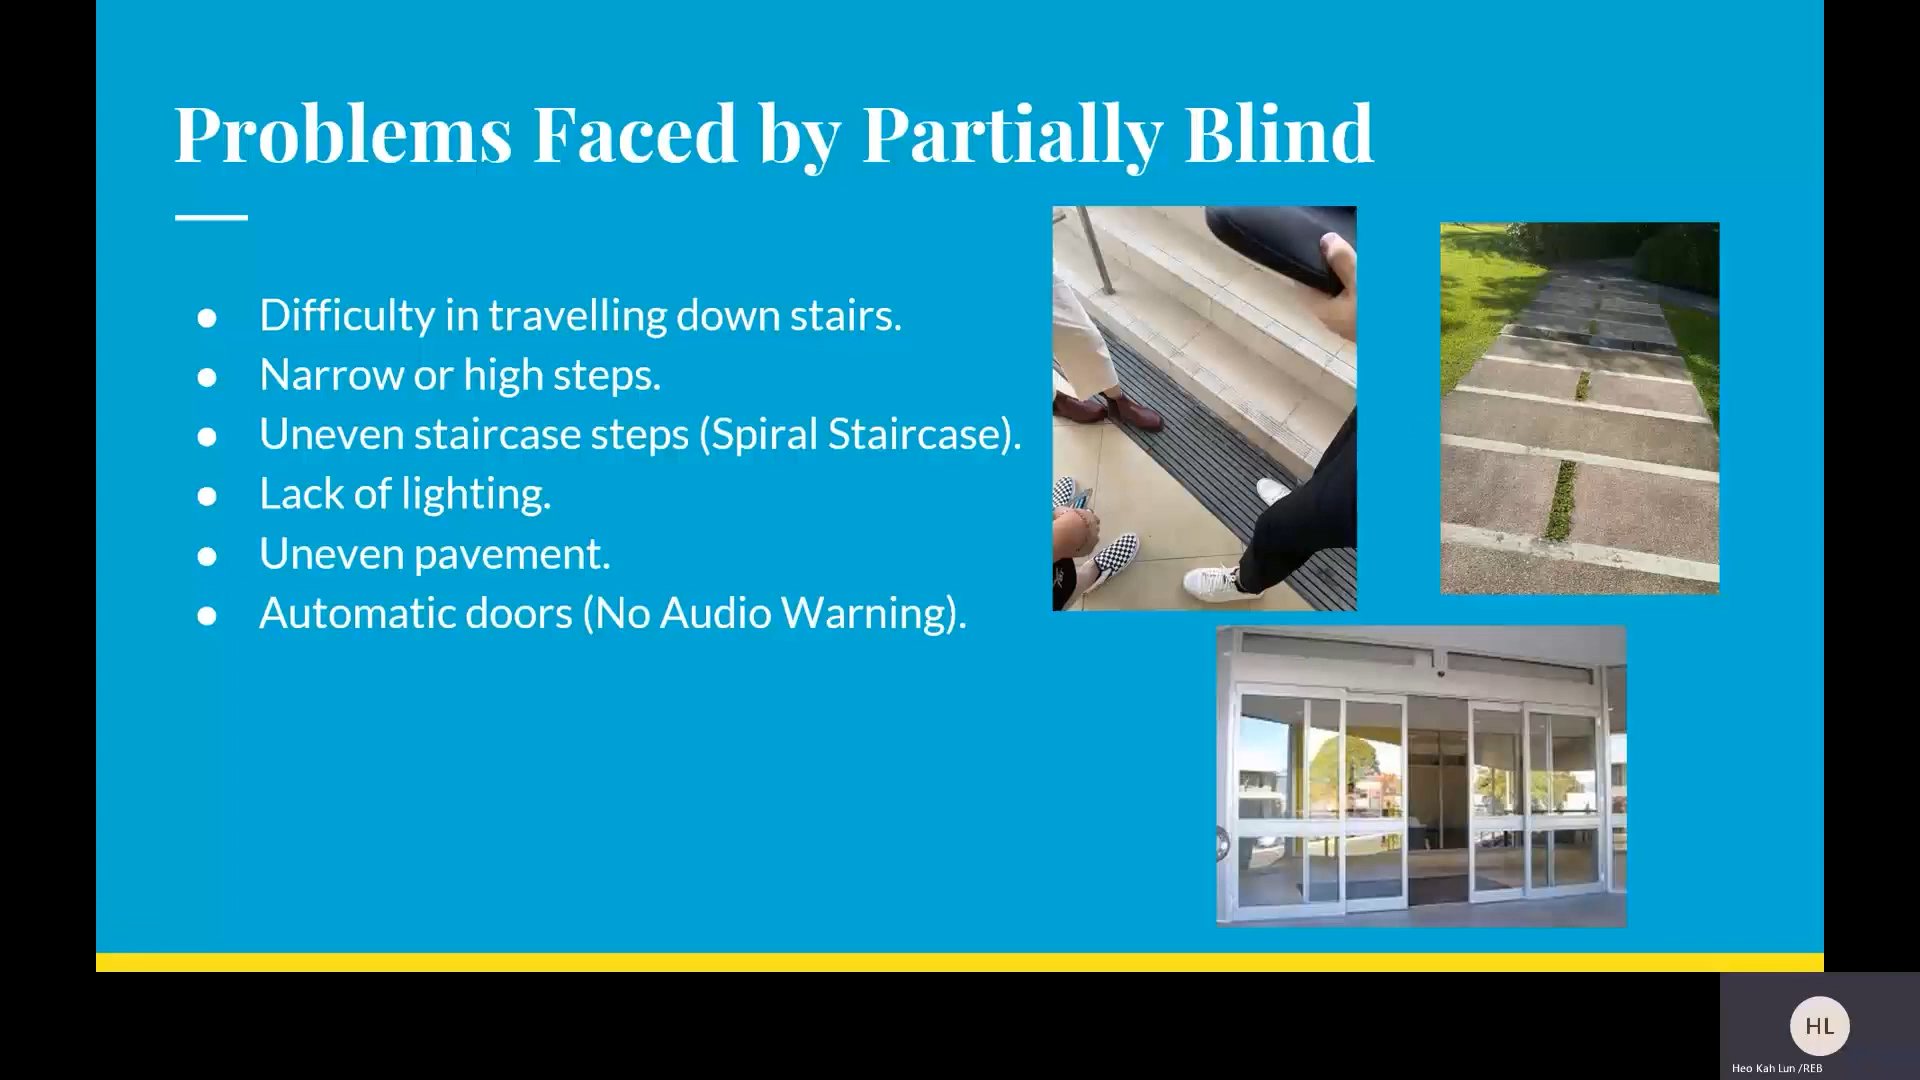 Problems Faced by Partially Blind
● Difficulty in travelling down stairs.
● Narrow or high steps.
● Uneven staircase steps (Spiral Staircase).
● Lack of lighting.
● Uneven pavement.
● Automatic doors (No Audio Warning).
HL
Heo Kah Lun /REB